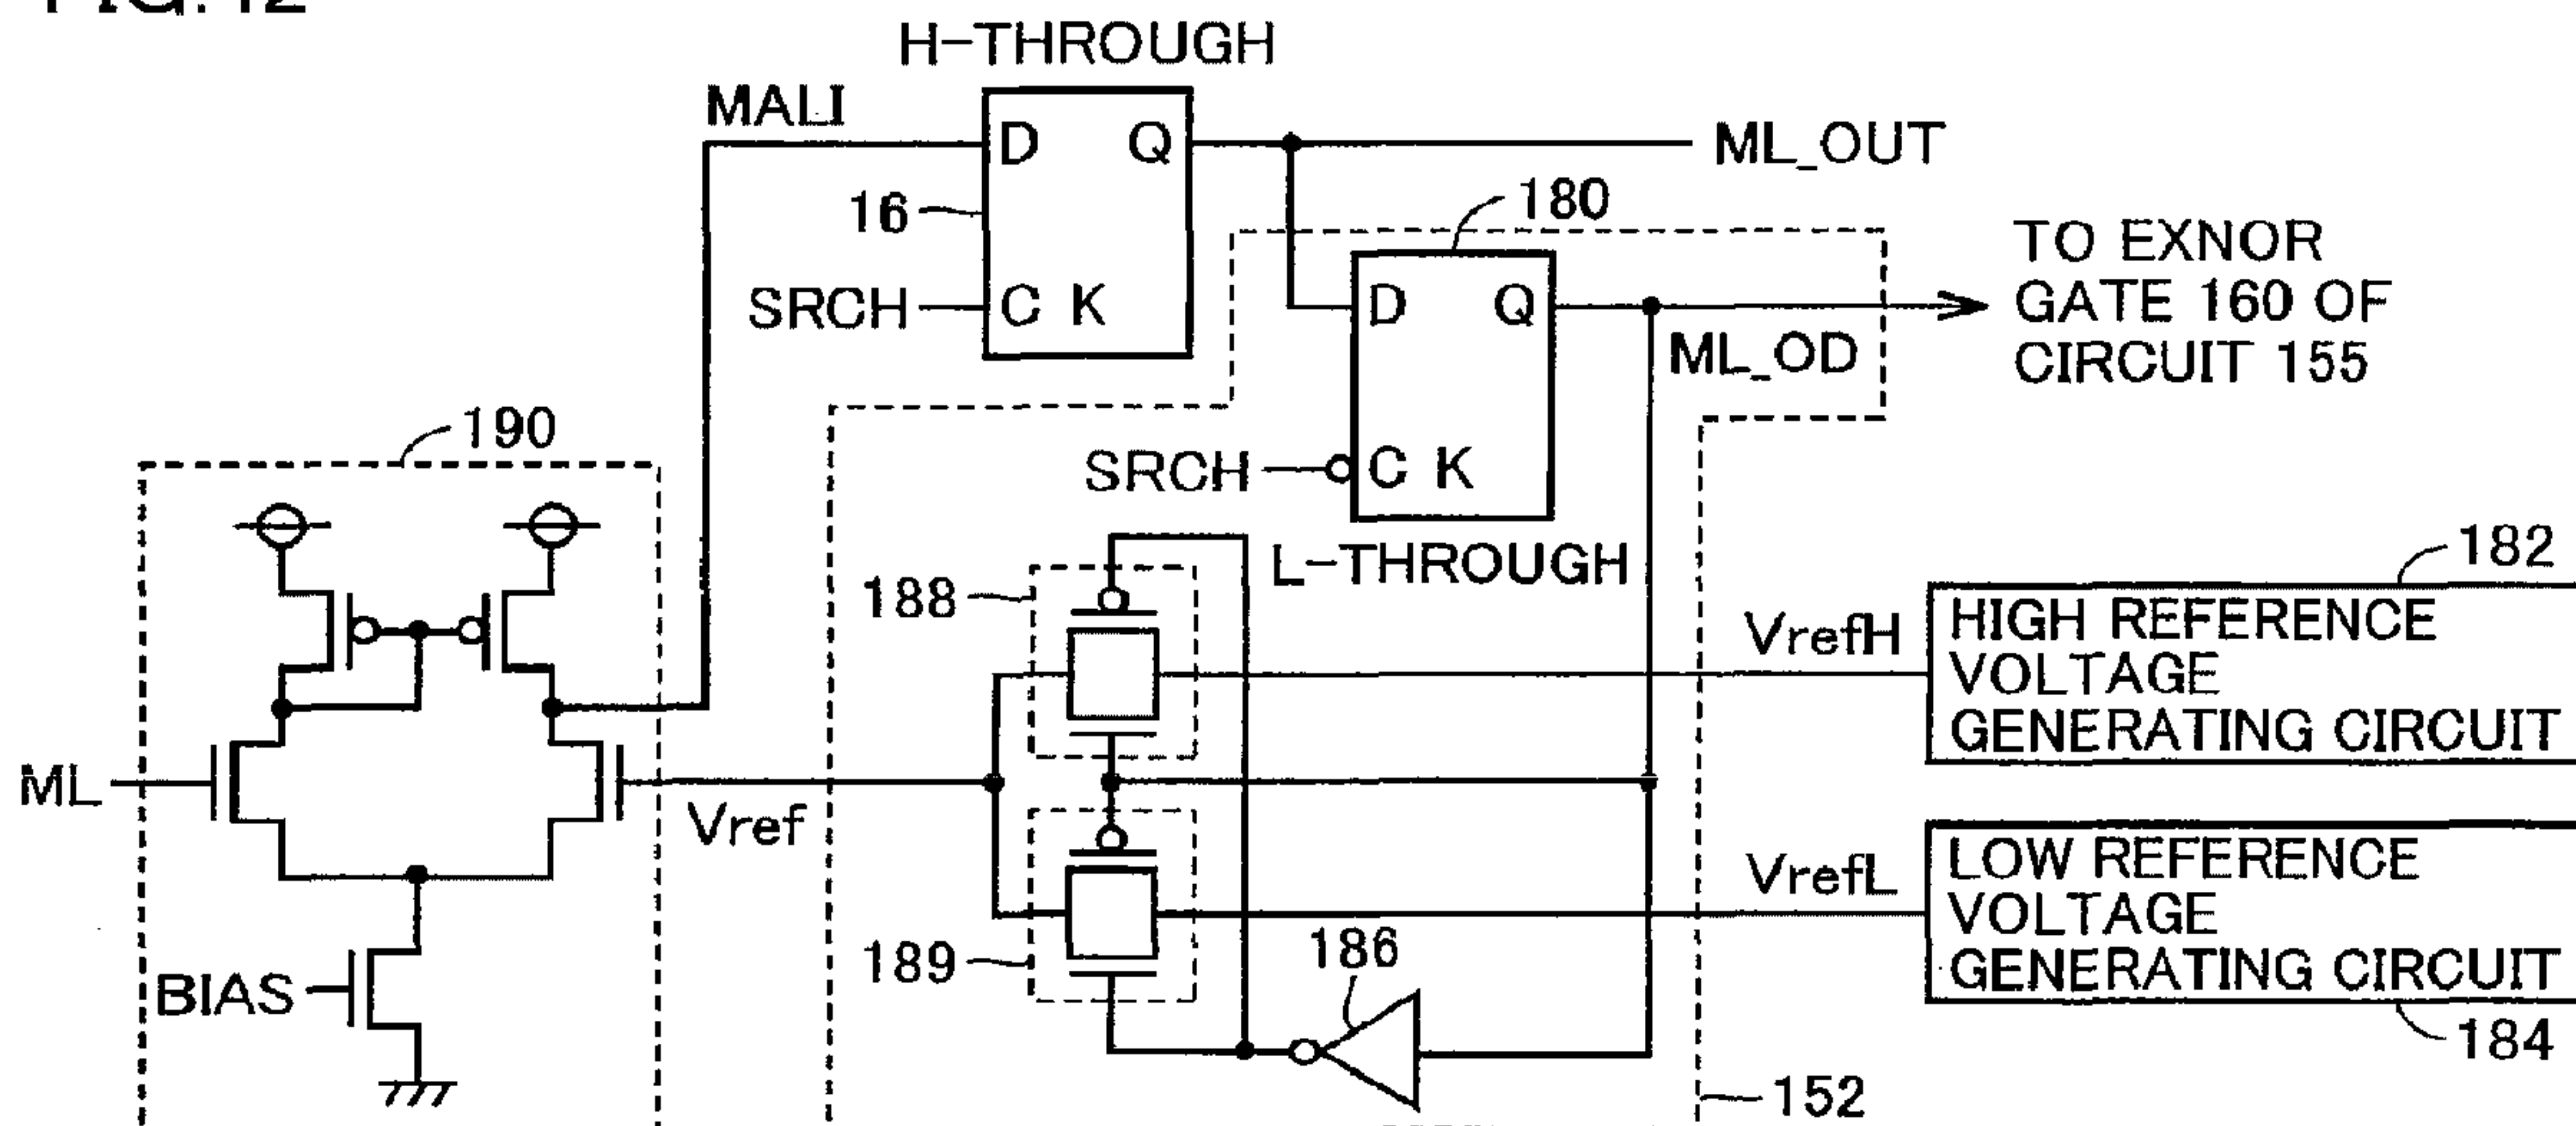 FIG.12
H-THROUGH
MALI
D Q
ML_OUT
16
180
SRCH
C K
D Q
TO EXNOR
GATE 160 OF
CIRCUIT 155
ML_OD
190
SRCH
C K
L-THROUGH
182
188
VrefH
HIGH REFERENCE
VOLTAGE
GENERATING CIRCUIT
ML
Vref
VrefL
LOW REFERENCE
VOLTAGE
GENERATING CIRCUIT
189
186
BIAS
184
152